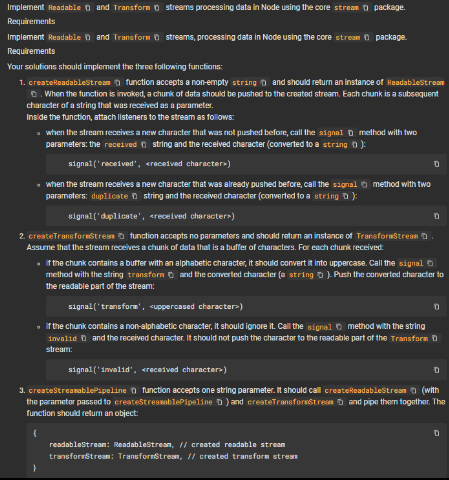 Implement Readable and Transform streams processing data in Node using the core stream package.
Requirements
Implement Readable and Transform streams, processing data in Node using the core stream package.
Requirements
Your solutions should implement the three following functions:
1. createReadableStream function accepts a non-empty string and should return an instance of ReadableStream
. When the function is invoked, a chunk of data should be pushed to the created stream. Each chunk is a subsequent
character of a string that was received as a parameter.
Inside the function, attach listeners to the stream as follows:
when the stream receives a new character that was not pushed before, call the signal method with two
parameters: the received string and the received character (converted to a string ):
signal('received', <received character>)
when the stream receives a new character that was already pushed before, call the signal method with two
parameters: duplicate string and the received character (converted to a string ):
signal('duplicate', <received character>)
2. createTransformStream function accepts no parameters and should return an instance of TransformStream .
Assume that the stream receives a chunk of data that is a buffer of characters. For each chunk received:
If the chunk contains a buffer with an alphabetic character, it should convert it into uppercase. Call the signal
method with the string transform and the converted character (a string ). Push the converted character to
the readable part of the stream:
signal('transform', <uppercased character>)
If the chunk contains a non-alphabetic character, it should ignore it. Call the signal method with the string
invalid and the received character. It should not push the character to the readable part of the Transform
stream:
signal('invalid', <received character>)
3. createStreamablePipeline function accepts one string parameter. It should call createReadableStream (with
the parameter passed to createStreamablePipeline ) and createTransformStream and pipe them together. The
function should return an object:
{
readableStream: ReadableStream, // created readable stream
transformStream: TransformStream, // created transform stream
}